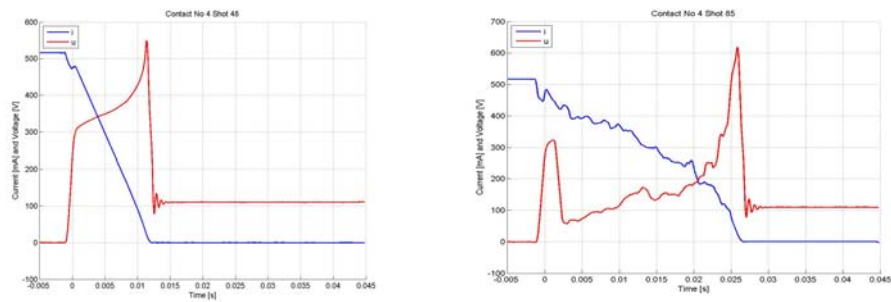 Contact No 4 Shot 48
i
u
600
500
400
300
200
100
0
-100
Current [mA] and Voltage [V]
-0.005 0 0.005 0.01 0.015 0.02 0.025 0.03 0.035 0.04 0.045
Time [s]
Contact No 4 Shot 85
i
u
700
600
500
400
300
200
100
0
-100
Current [mA] and Voltage [V]
-0.005 0 0.005 0.01 0.015 0.02 0.025 0.03 0.035 0.04 0.045
Time [s]